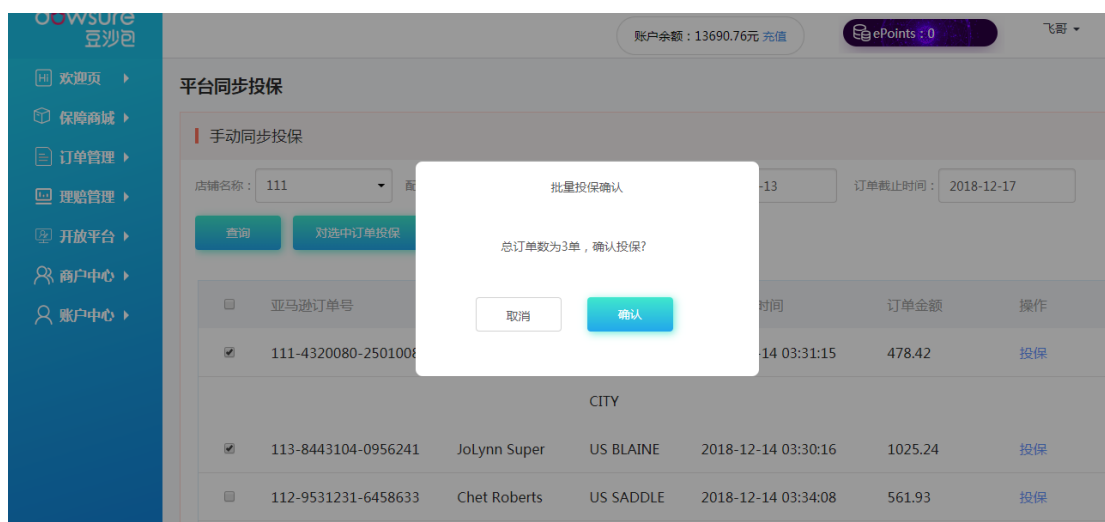 豆沙包
账户余额：13690.76元 充值
ePoints : 0
飞哥
HI 欢迎页
保障商城
订单管理
理赔管理
开放平台
商户中心
账户中心
平台同步投保
手动同步投保
店铺名称： 111
-13
订单截止时间： 2018-12-17
查询
对选中订单投保
批量投保确认
总订单数为3单，确认投保?
取消
确认
亚马逊订单号
时间
订单金额
操作
111-4320080-2501008
-14 03:31:15
478.42
投保
CITY
113-8443104-0956241
JoLynn Super
US BLAINE
2018-12-14 03:30:16
1025.24
投保
112-9531231-6458633
Chet Roberts
US SADDLE
2018-12-14 03:34:08
561.93
投保